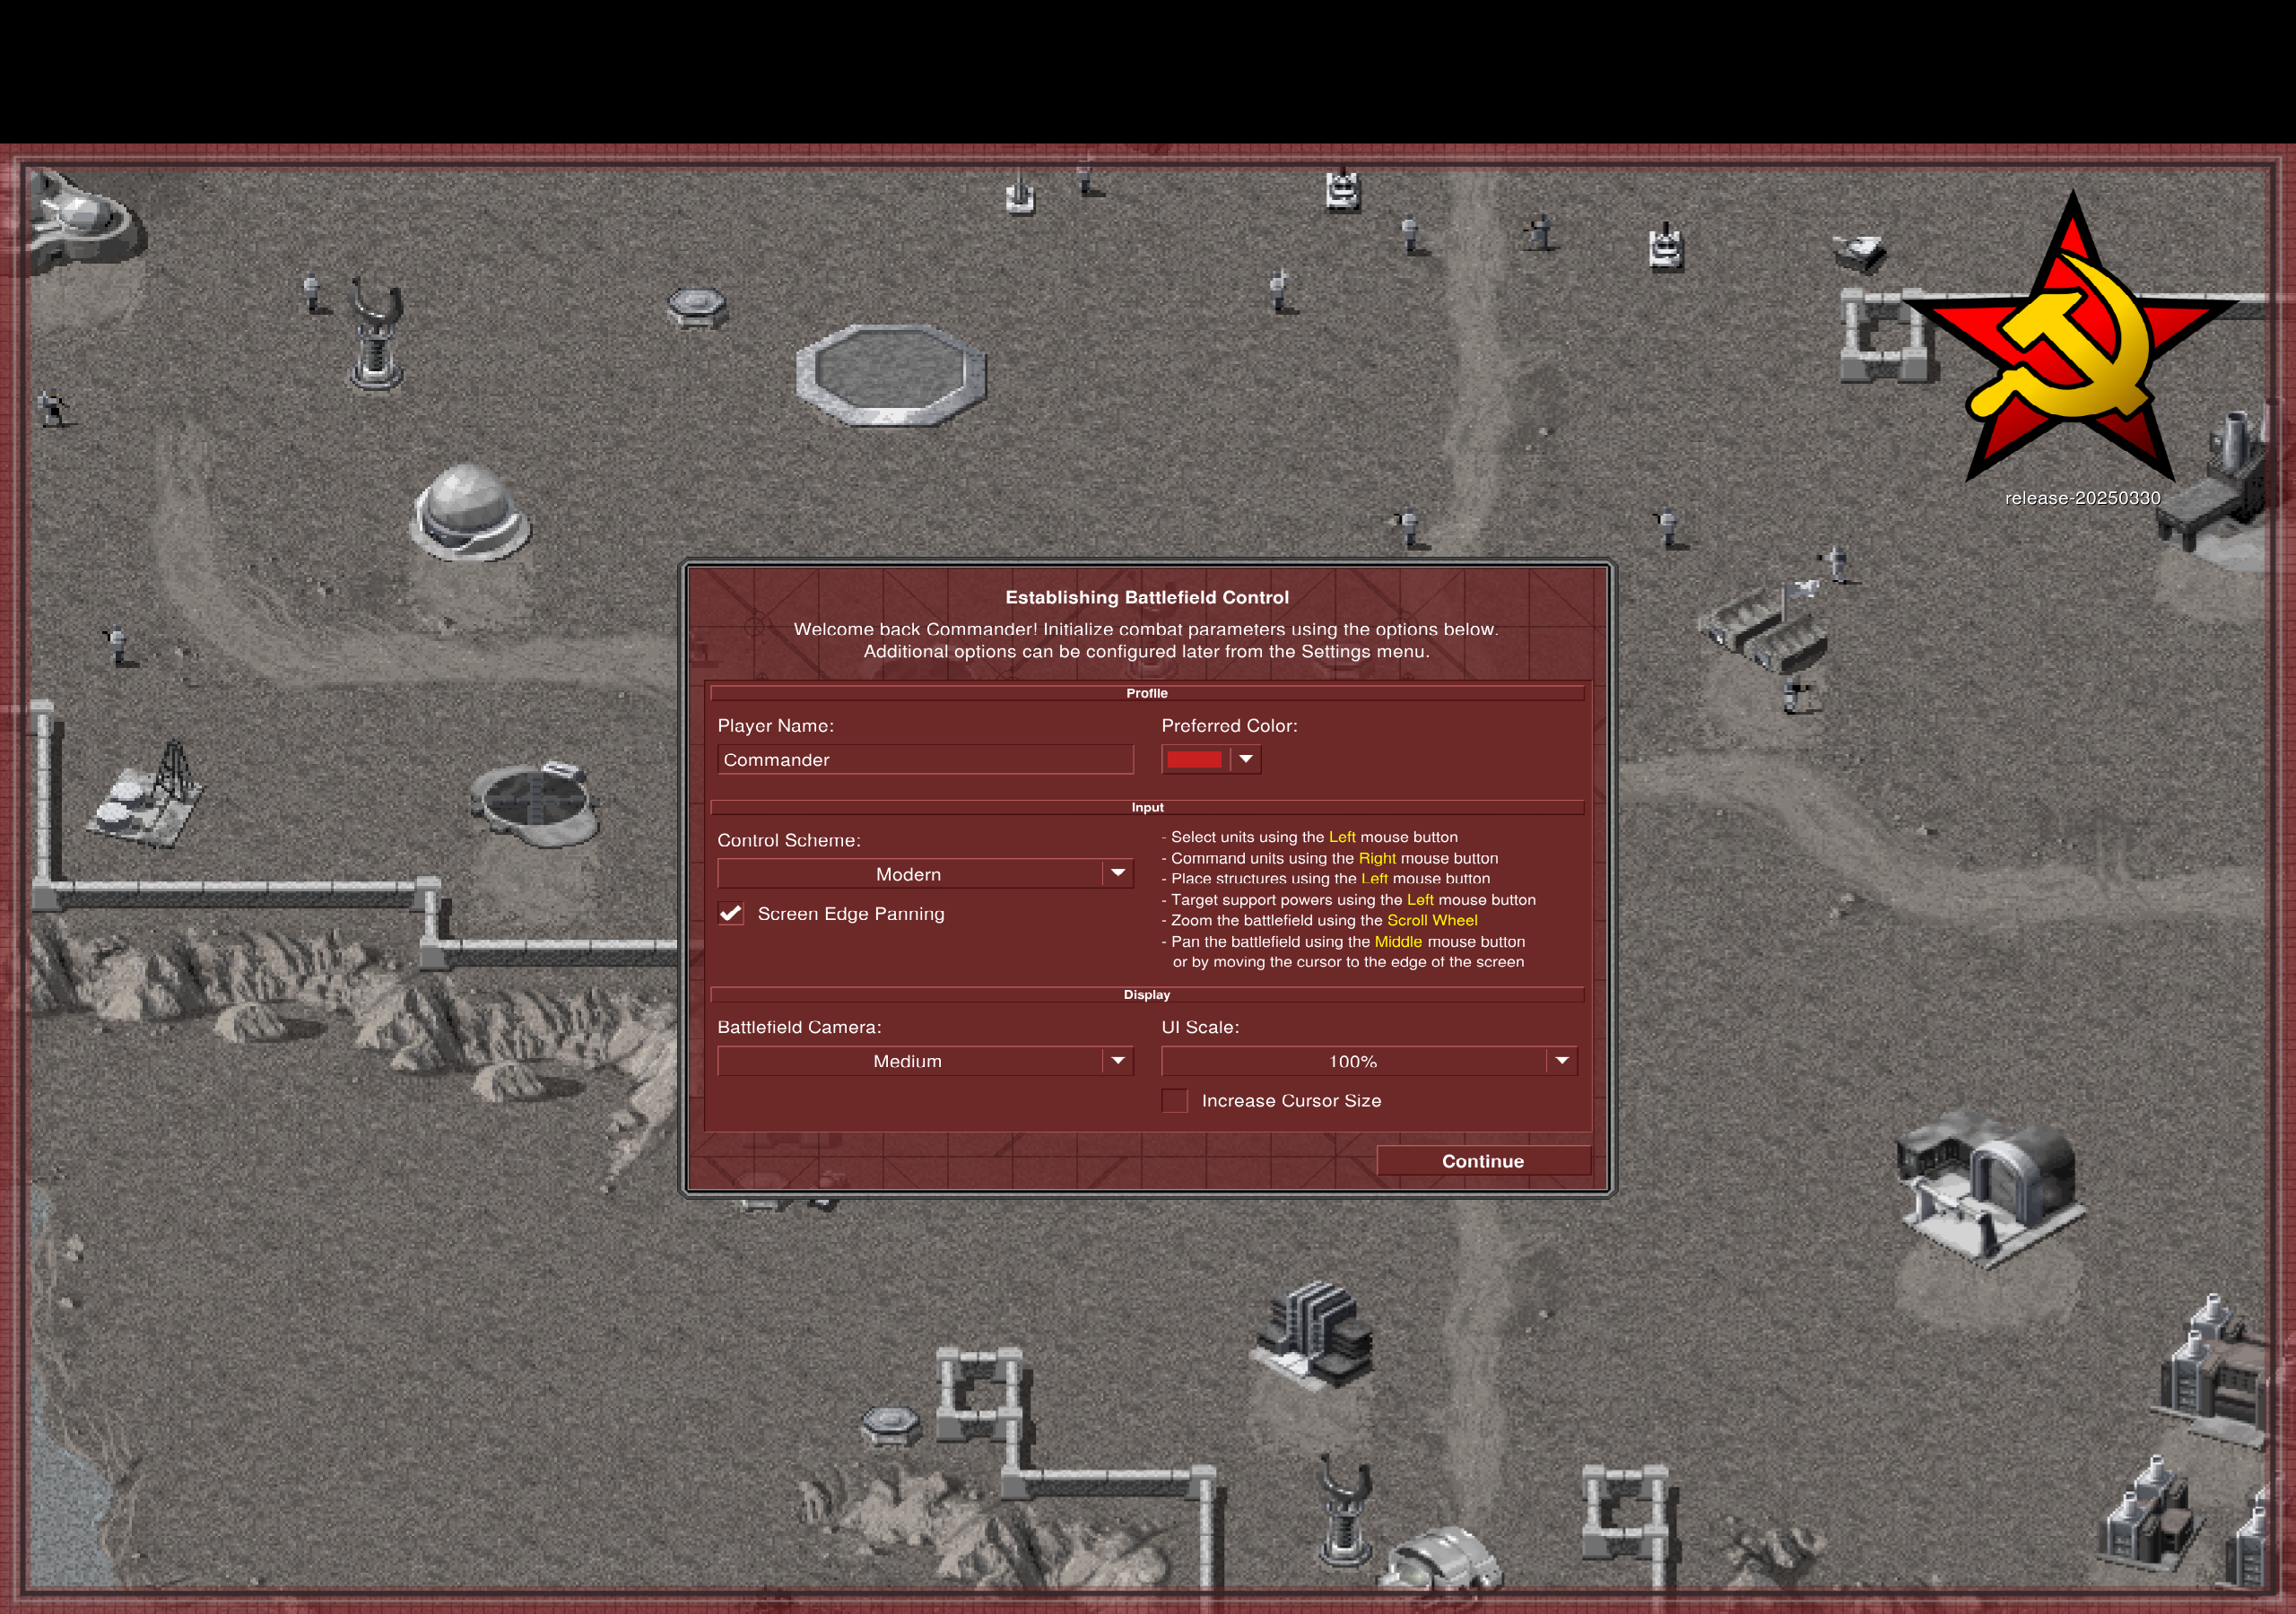 release-20250330
Establishing Battlefield Control
Welcome back Commander! Initialize combat parameters using the options below.
Additional options can be configured later from the Settings menu.
Profile
Player Name:
Preferred Color:
Commander
Input
Control Scheme:
Modern
Screen Edge Panning
- Select units using the Left mouse button
- Command units using the Right mouse button
- Place structures using the Left mouse button
- Target support powers using the Left mouse button
- Zoom the battlefield using the Scroll Wheel
- Pan the battlefield using the Middle mouse button
or by moving the cursor to the edge of the screen
Display
Battlefield Camera:
Medium
UI Scale:
100%
Increase Cursor Size
Continue